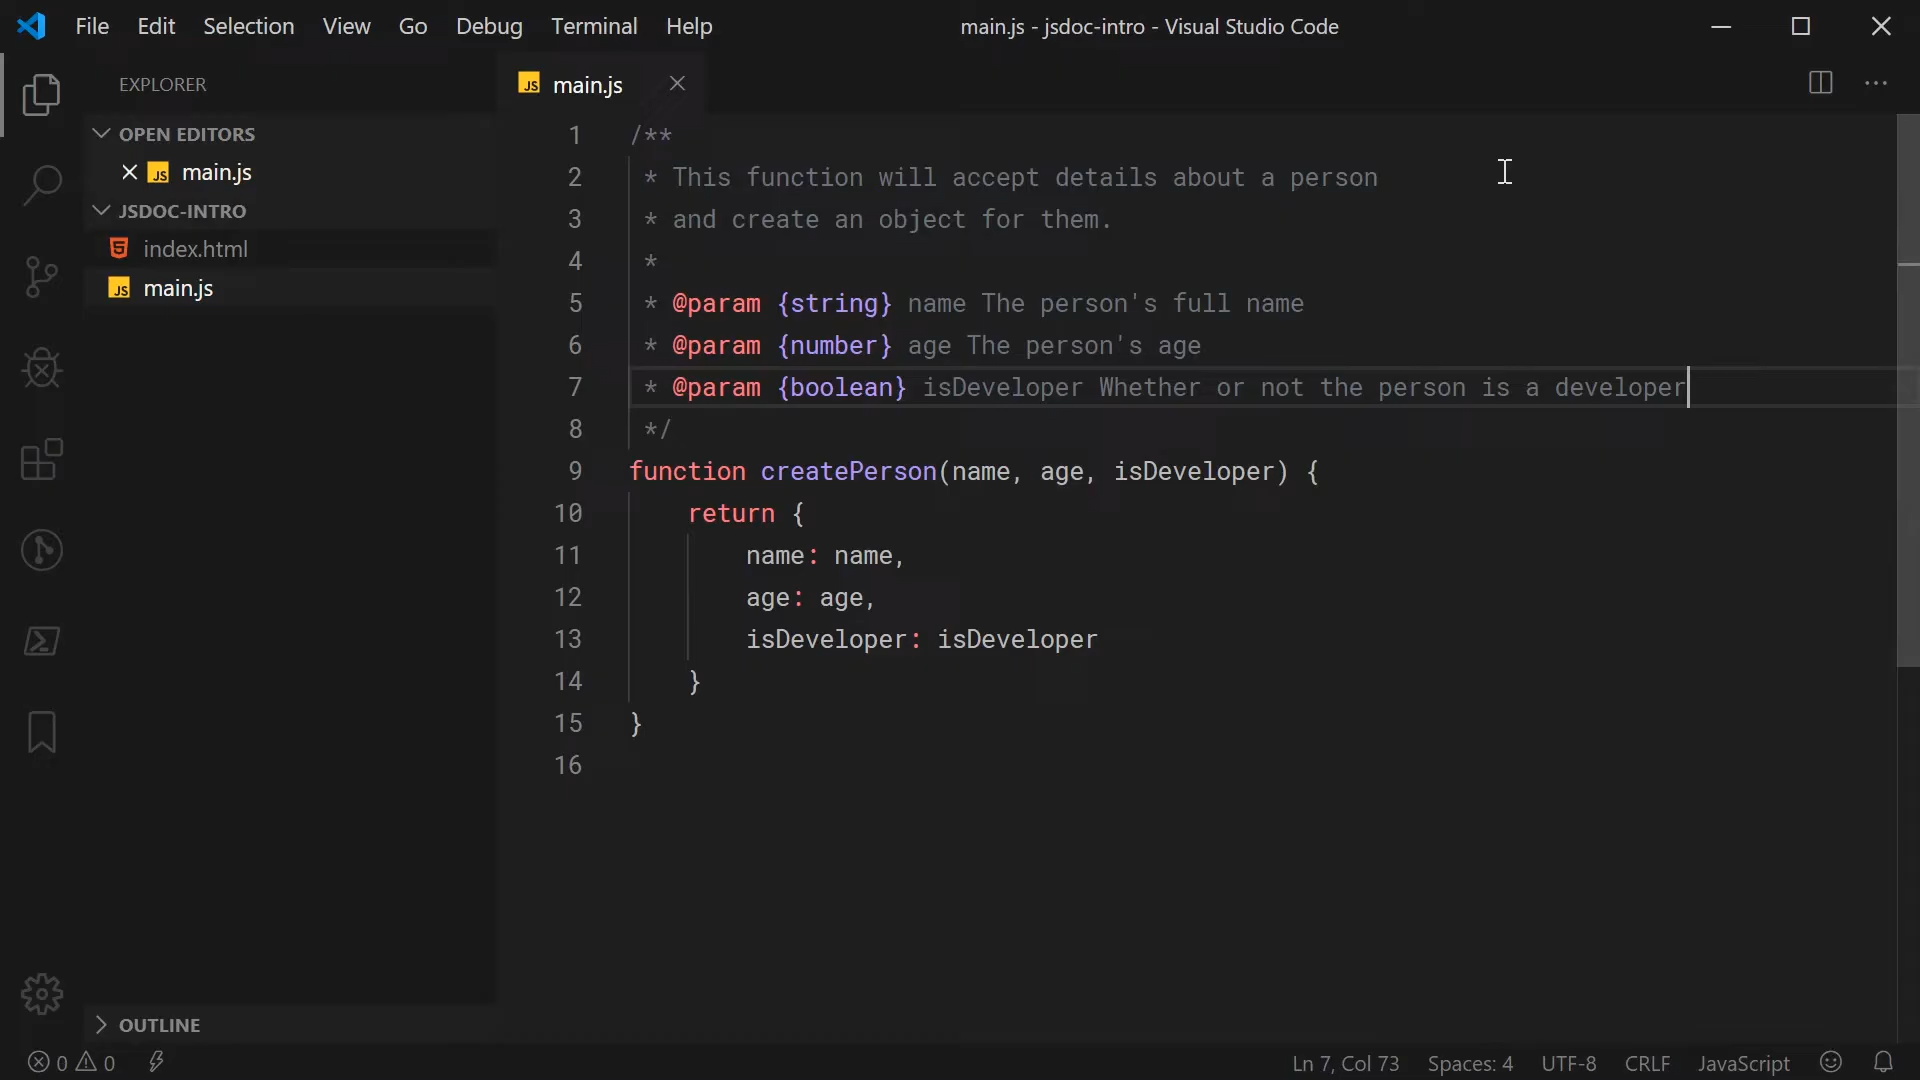 File Edit Selection View Go Debug Terminal Help main.js - jsdoc-intro - Visual Studio Code
EXPLORER
OPEN EDITORS
main.js
JSDOC-INTRO
index.html
main.js
OUTLINE
main.js
1 /**
2 * This function will accept details about a person
3 * and create an object for them.
4 *
5 * @param {string} name The person's full name
6 * @param {number} age The person's age
7 * @param {boolean} isDeveloper Whether or not the person is a developer
8 */
9 function createPerson(name, age, isDeveloper) {
10 return {
11 name: name,
12 age: age,
13 isDeveloper: isDeveloper
14 }
15 }
16
0 0 Ln 7, Col 73 Spaces: 4 UTF-8 CRLF JavaScript